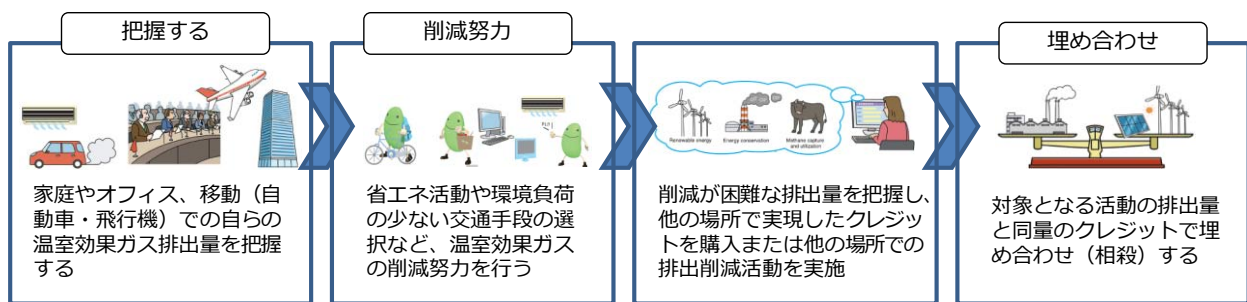 把握する
家庭やオフィス、移動（自
動車・飛行機）での自らの
温室効果ガス排出量を把握
する
削減努力
省エネ活動や環境負荷
の少ない交通手段の選
択など、温室効果ガス
の削減努力を行う
Renewable energy
Energy conservation
Methane capture
and utilization
削減が困難な排出量を把握し、
他の場所で実現したクレジッ
トを購入または他の場所での
排出削減活動を実施
埋め合わせ
対象となる活動の排出量
と同量のクレジットで埋
め合わせ（相殺）する